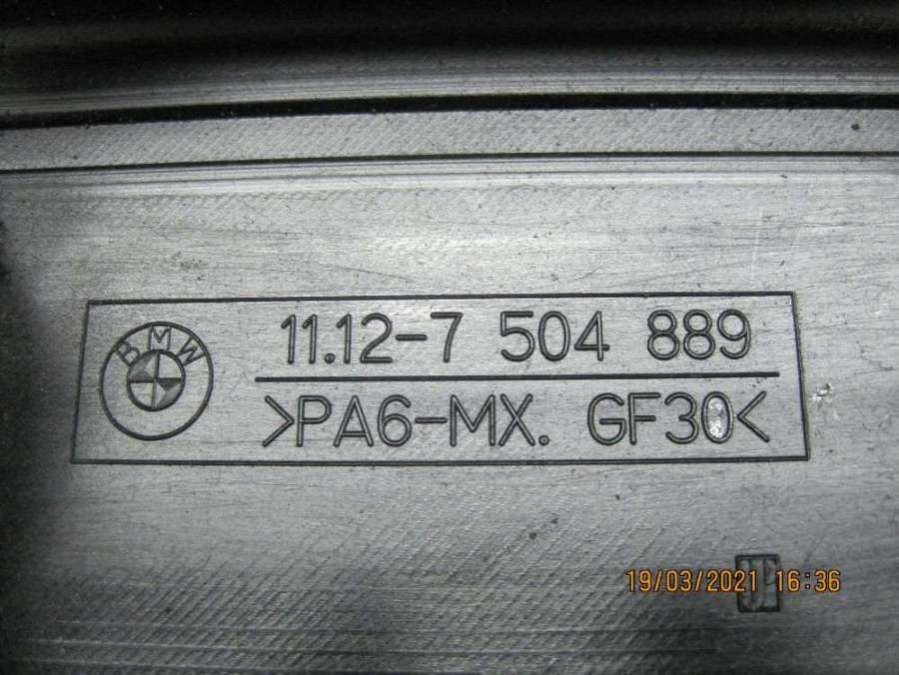 BMW
11.12-7 504 889
>PA6-MX. GF30<
19/03/2021 16:36